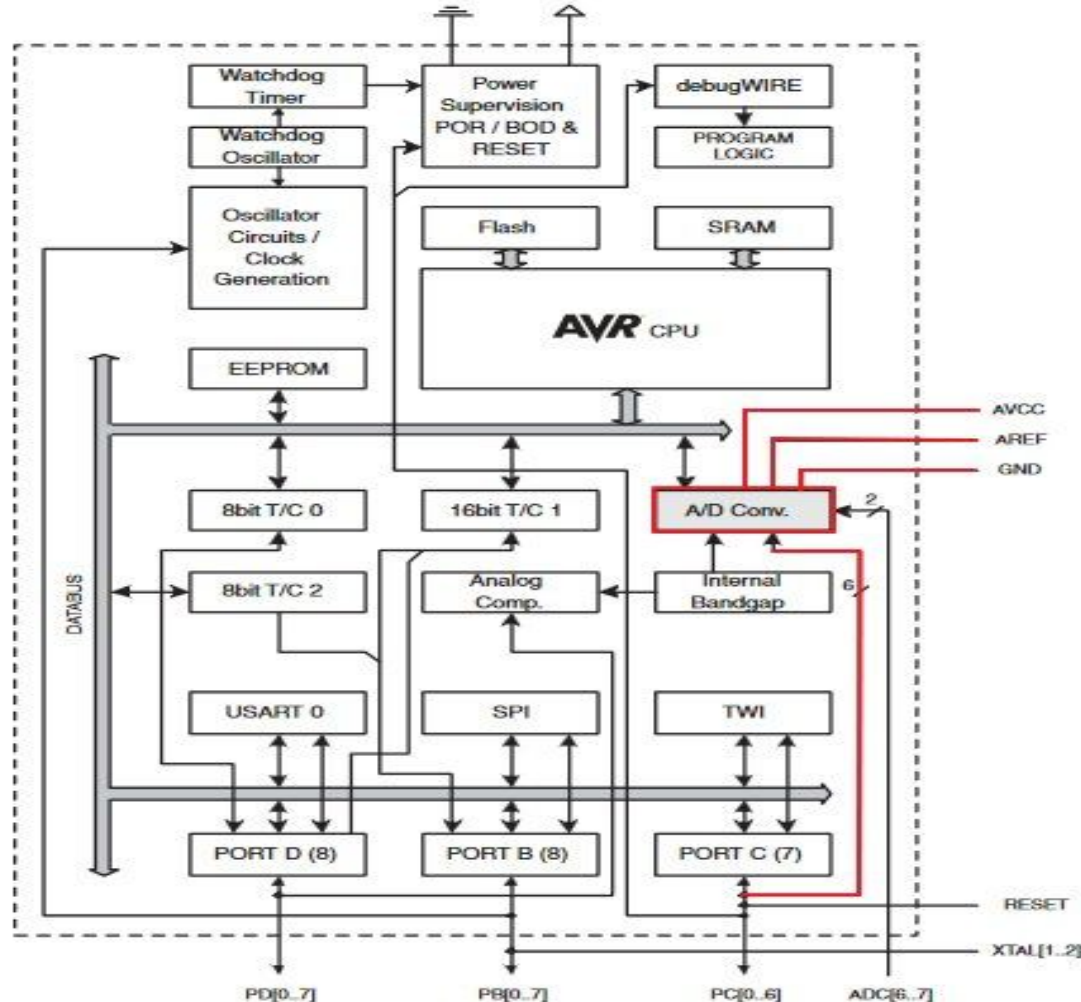 Watchdog
Timer
Power
Supervision
POR / BOD &
RESET
debugWIRE
Watchdog
Oscillator
PROGRAM
LOGIC
Oscillator
Circuits /
Clock
Generation
Flash
SRAM
AVR CPU
EEPROM
AVCC
AREF
GND
8bit T/C 0
16bit T/C 1
A/D Conv.
2
DATABUS
8bit T/C 2
Analog
Comp.
Internal
Bandgap
6
USART 0
SPI
TWI
PORT D (8)
PORT B (8)
PORT C (7)
RESET
XTAL[1..2]
PD[0..7]
PB[0..7]
PC[0..6]
ADC[6..7]